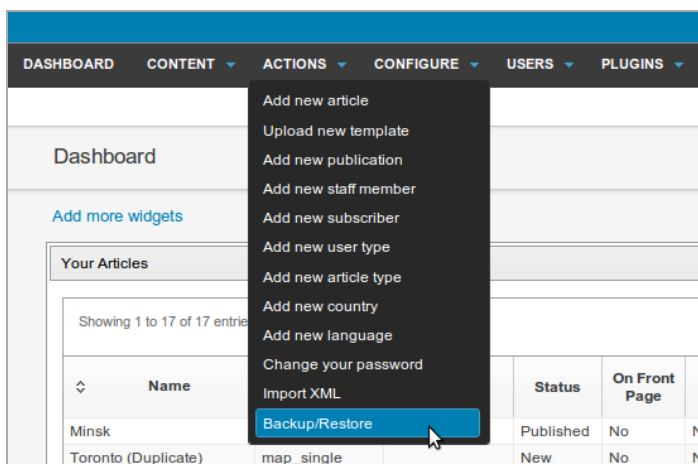 DASHBOARD CONTENT ACTIONS CONFIGURE USERS PLUGINS
Add new article
Upload new template
Add new publication
Add new staff member
Add new subscriber
Add new user type
Add new article type
Add new country
Add new language
Change your password
Import XML
Backup/Restore
Dashboard
Add more widgets
Your Articles
Showing 1 to 17 of 17 entrie
Name Status On Front
Page
Minsk Published No
Toronto (Duplicate) map_single New No